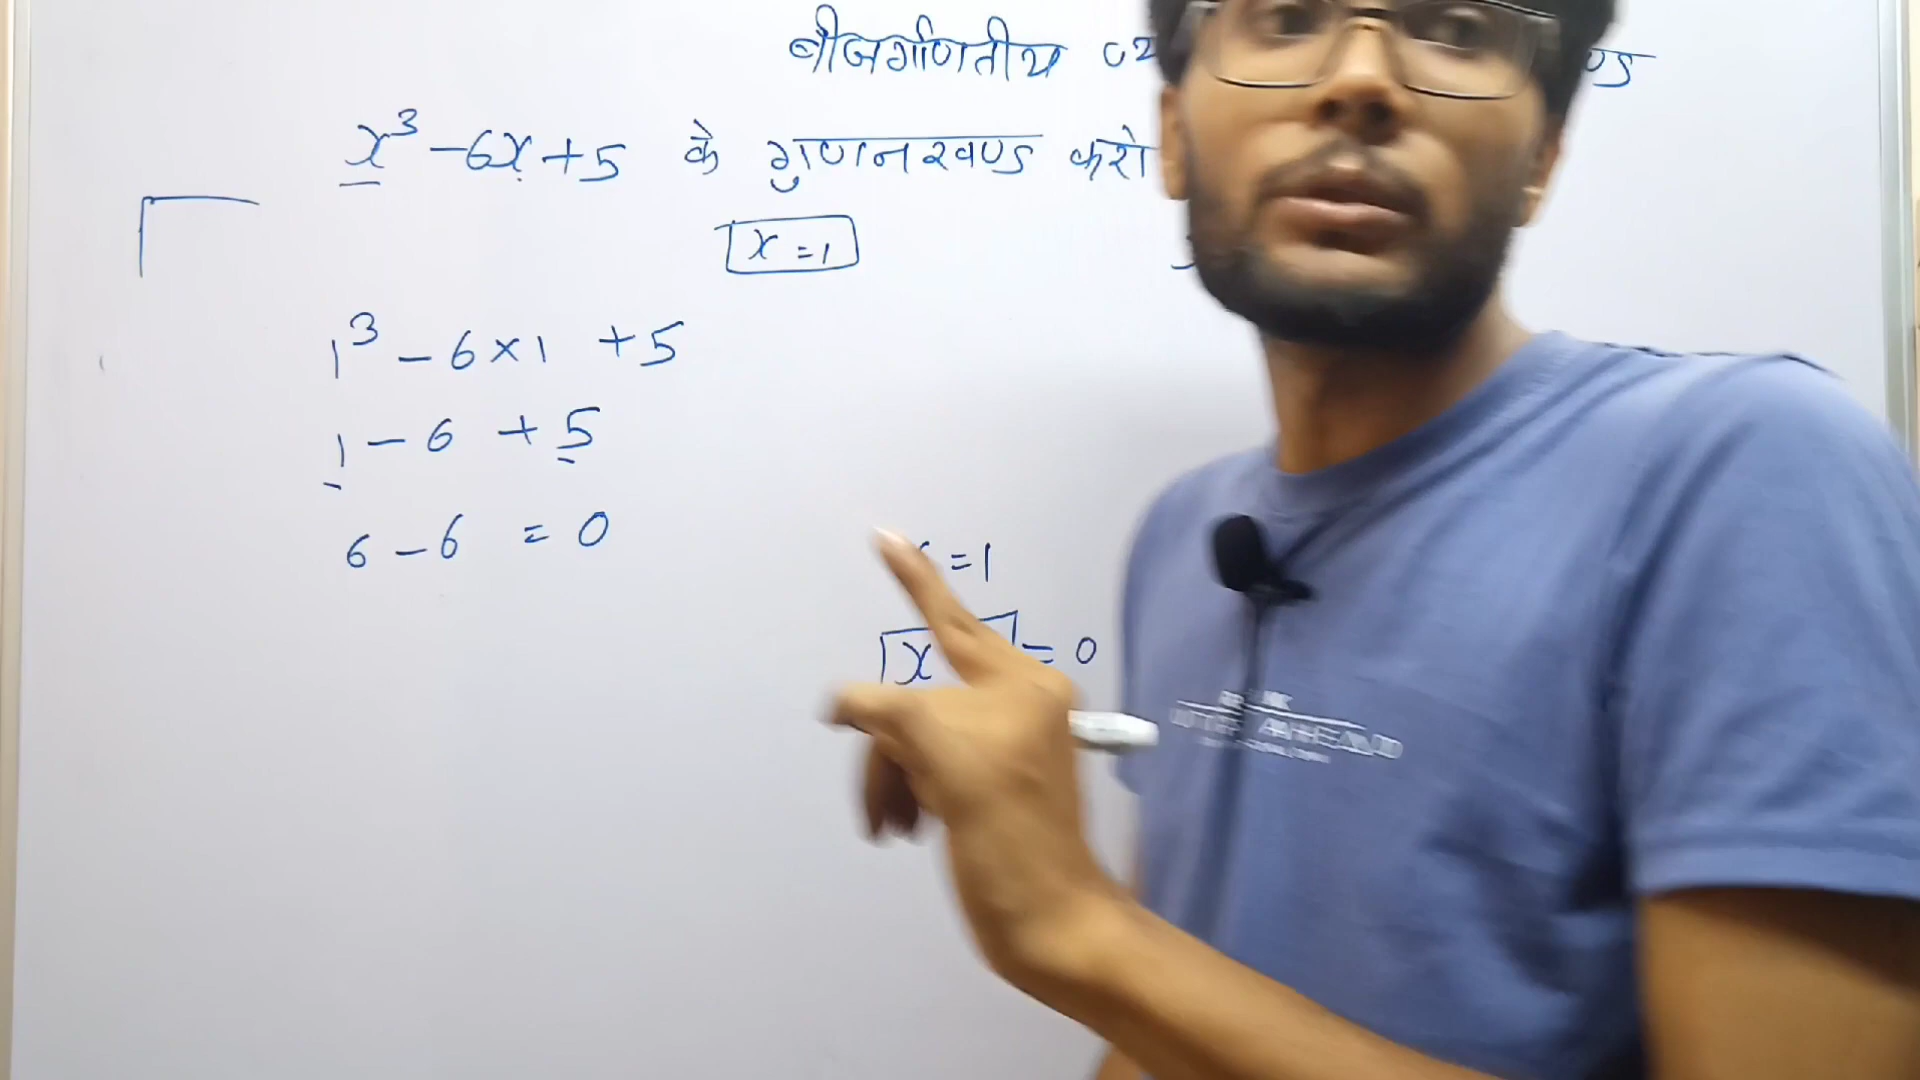 बीजगणितीय
x³ - 6x + 5 के गुणनखण्ड करो
x = 1
1³ - 6 × 1 + 5
1 - 6 + 5
6 - 6 = 0
= 1
x = 0